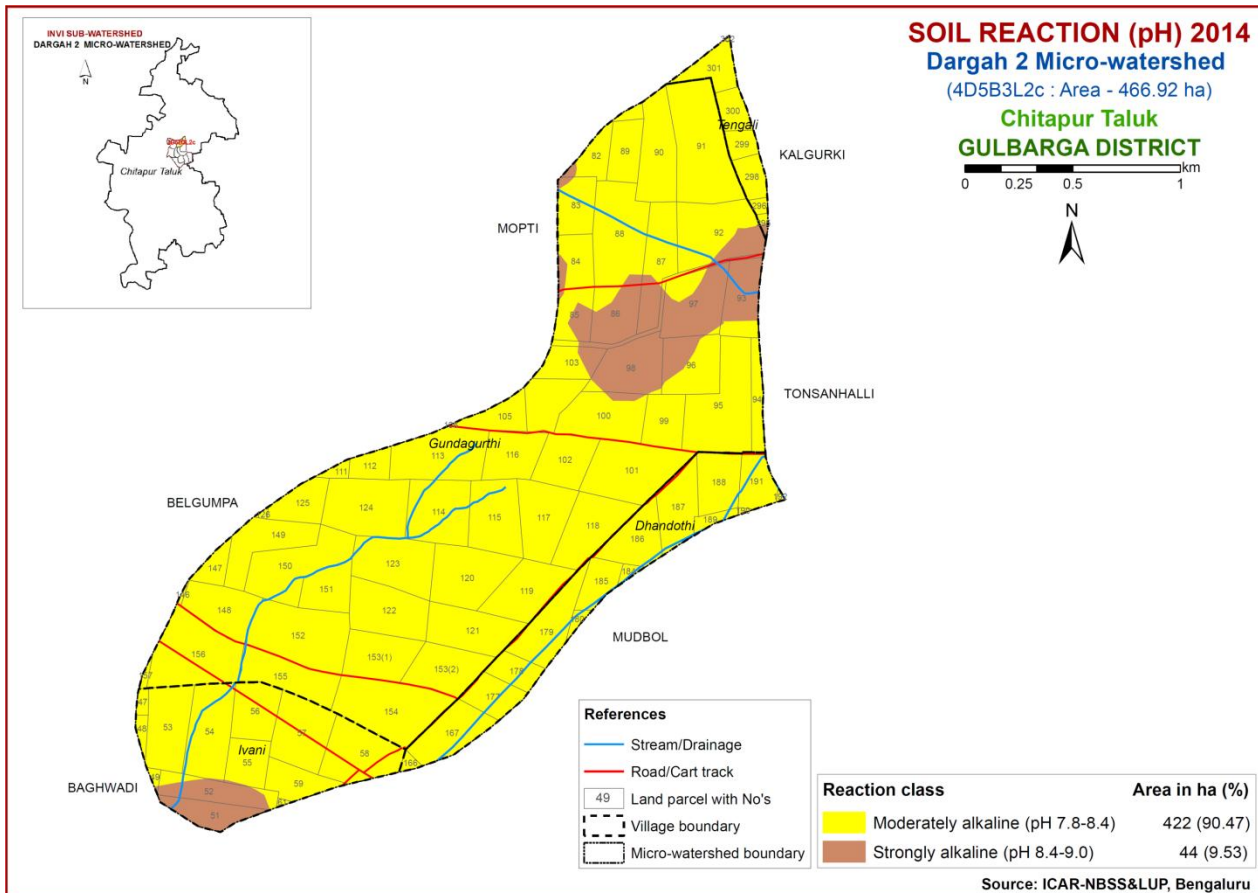 INVI SUB-WATERSHED
DARGAH 2 MICRO-WATERSHED
N
Chitapur Taluk
SOIL REACTION (pH) 2014
Dargah 2 Micro-watershed
(4D5B3L2c : Area - 466.92 ha)
Chitapur Taluk
GULBARGA DISTRICT
km
0 0.25 0.5 1
N
301
300
Tengali
82 89 90 91 299
KALGURKI
298
83 296
MOPTI
88 92
84 87
85 86 97 93
103 98 96
TONSANHALLI
105 100 99 95 94
Gundagurthi
111 112 113 116 102 101
BELGUMPA
125 124 114 115 117 118 187 188 191
Dhandothi
149 186 189
147 150 123
151 120 119 185
148 122
152 121 179
MUDBOL
156 153(1) 153(2) 178
155 177
154 167
53 54 56 57
Ivani
55 58 166
59
BAGHWADI
52
51
References
Stream/Drainage
Road/Cart track
49 Land parcel with No's
Village boundary
Micro-watershed boundary
Reaction class Area in ha (%)
Moderately alkaline (pH 7.8-8.4) 422 (90.47)
Strongly alkaline (pH 8.4-9.0) 44 (9.53)
Source: ICAR-NBSS&LUP, Bengaluru